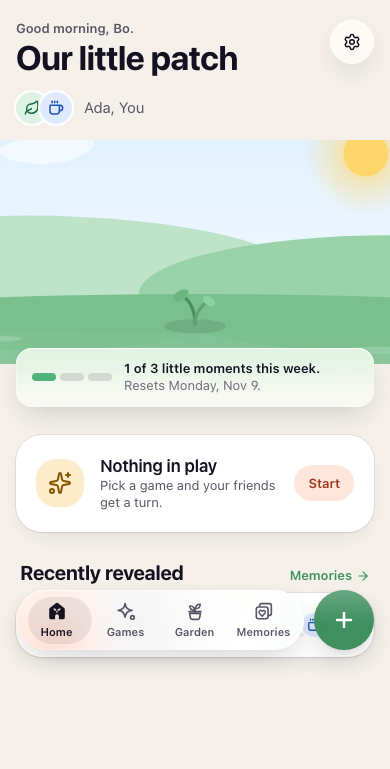 Good morning, Bo.
Our little patch
Ada, You
1 of 3 little moments this week.
Resets Monday, Nov 9.
Nothing in play
Pick a game and your friends
get a turn.
Start
Recently revealed
Memories
Home
Games
Garden
Memories